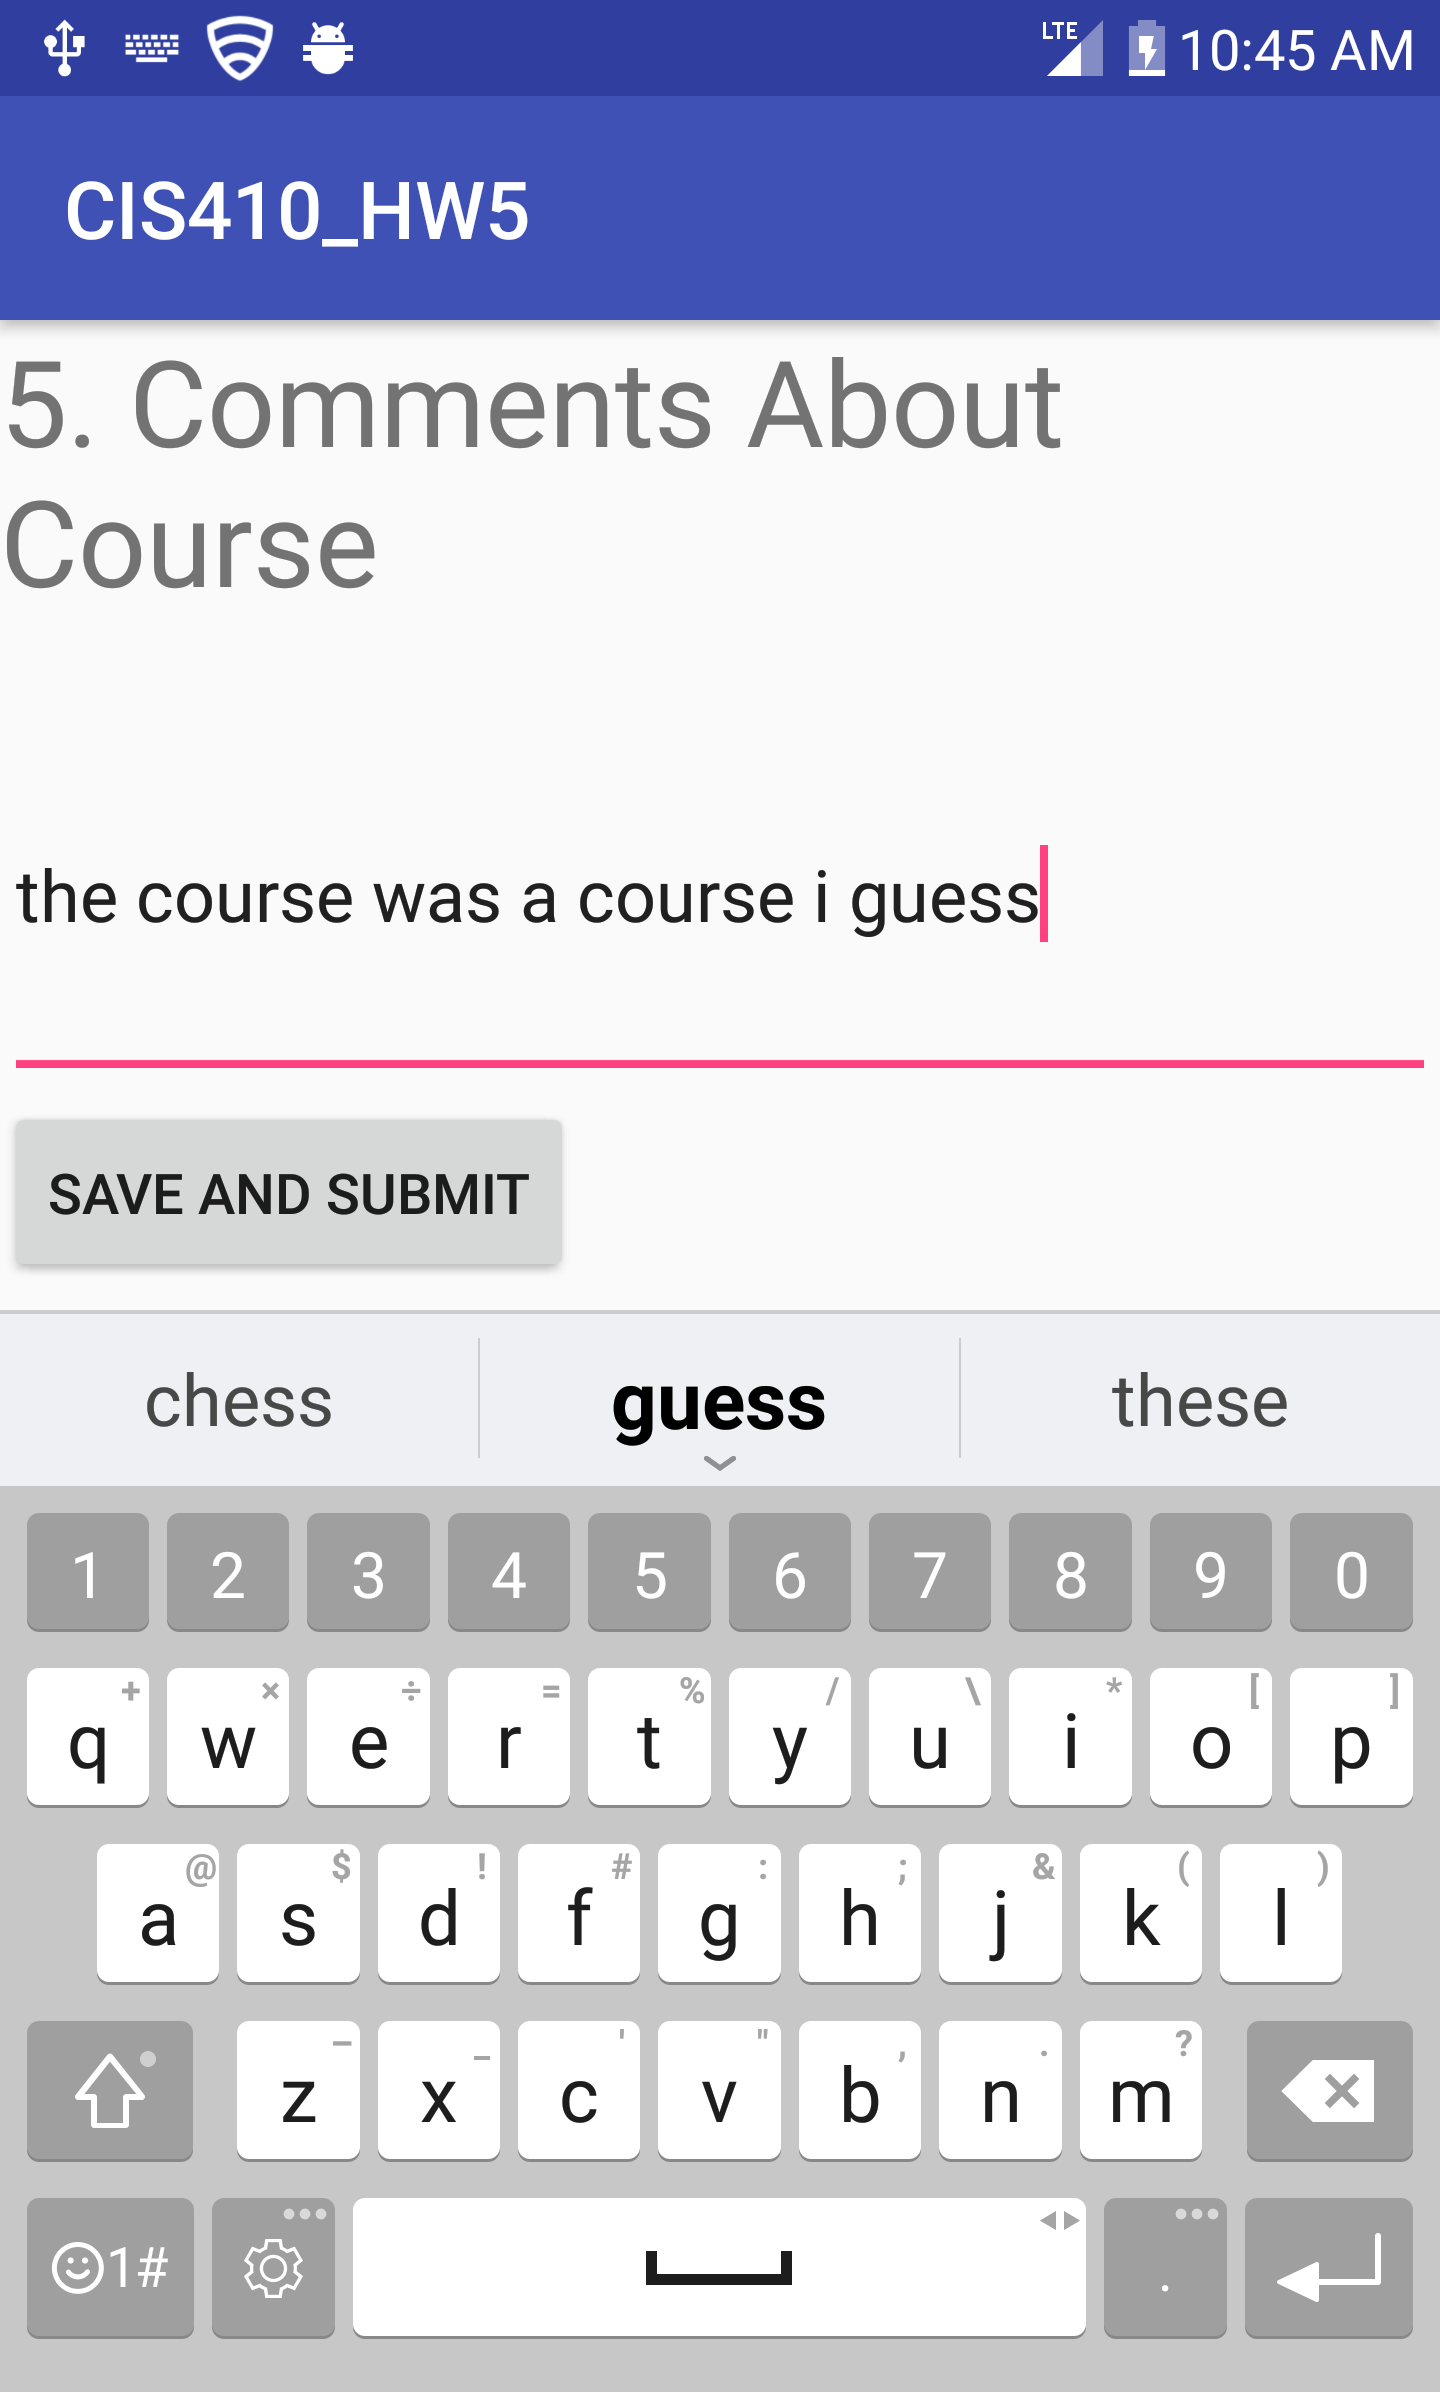 LTE 10:45 AM
CIS410_HW5
5. Comments About
Course
the course was a course i guess
SAVE AND SUBMIT
chess guess these
1 2 3 4 5 6 7 8 9 0
+ × ÷ = % / \ * [ ]
q w e r t y u i o p
@ $ ! # : ; & ( )
a s d f g h j k l
– _ ' " , . ?
z x c v b n m
1# .